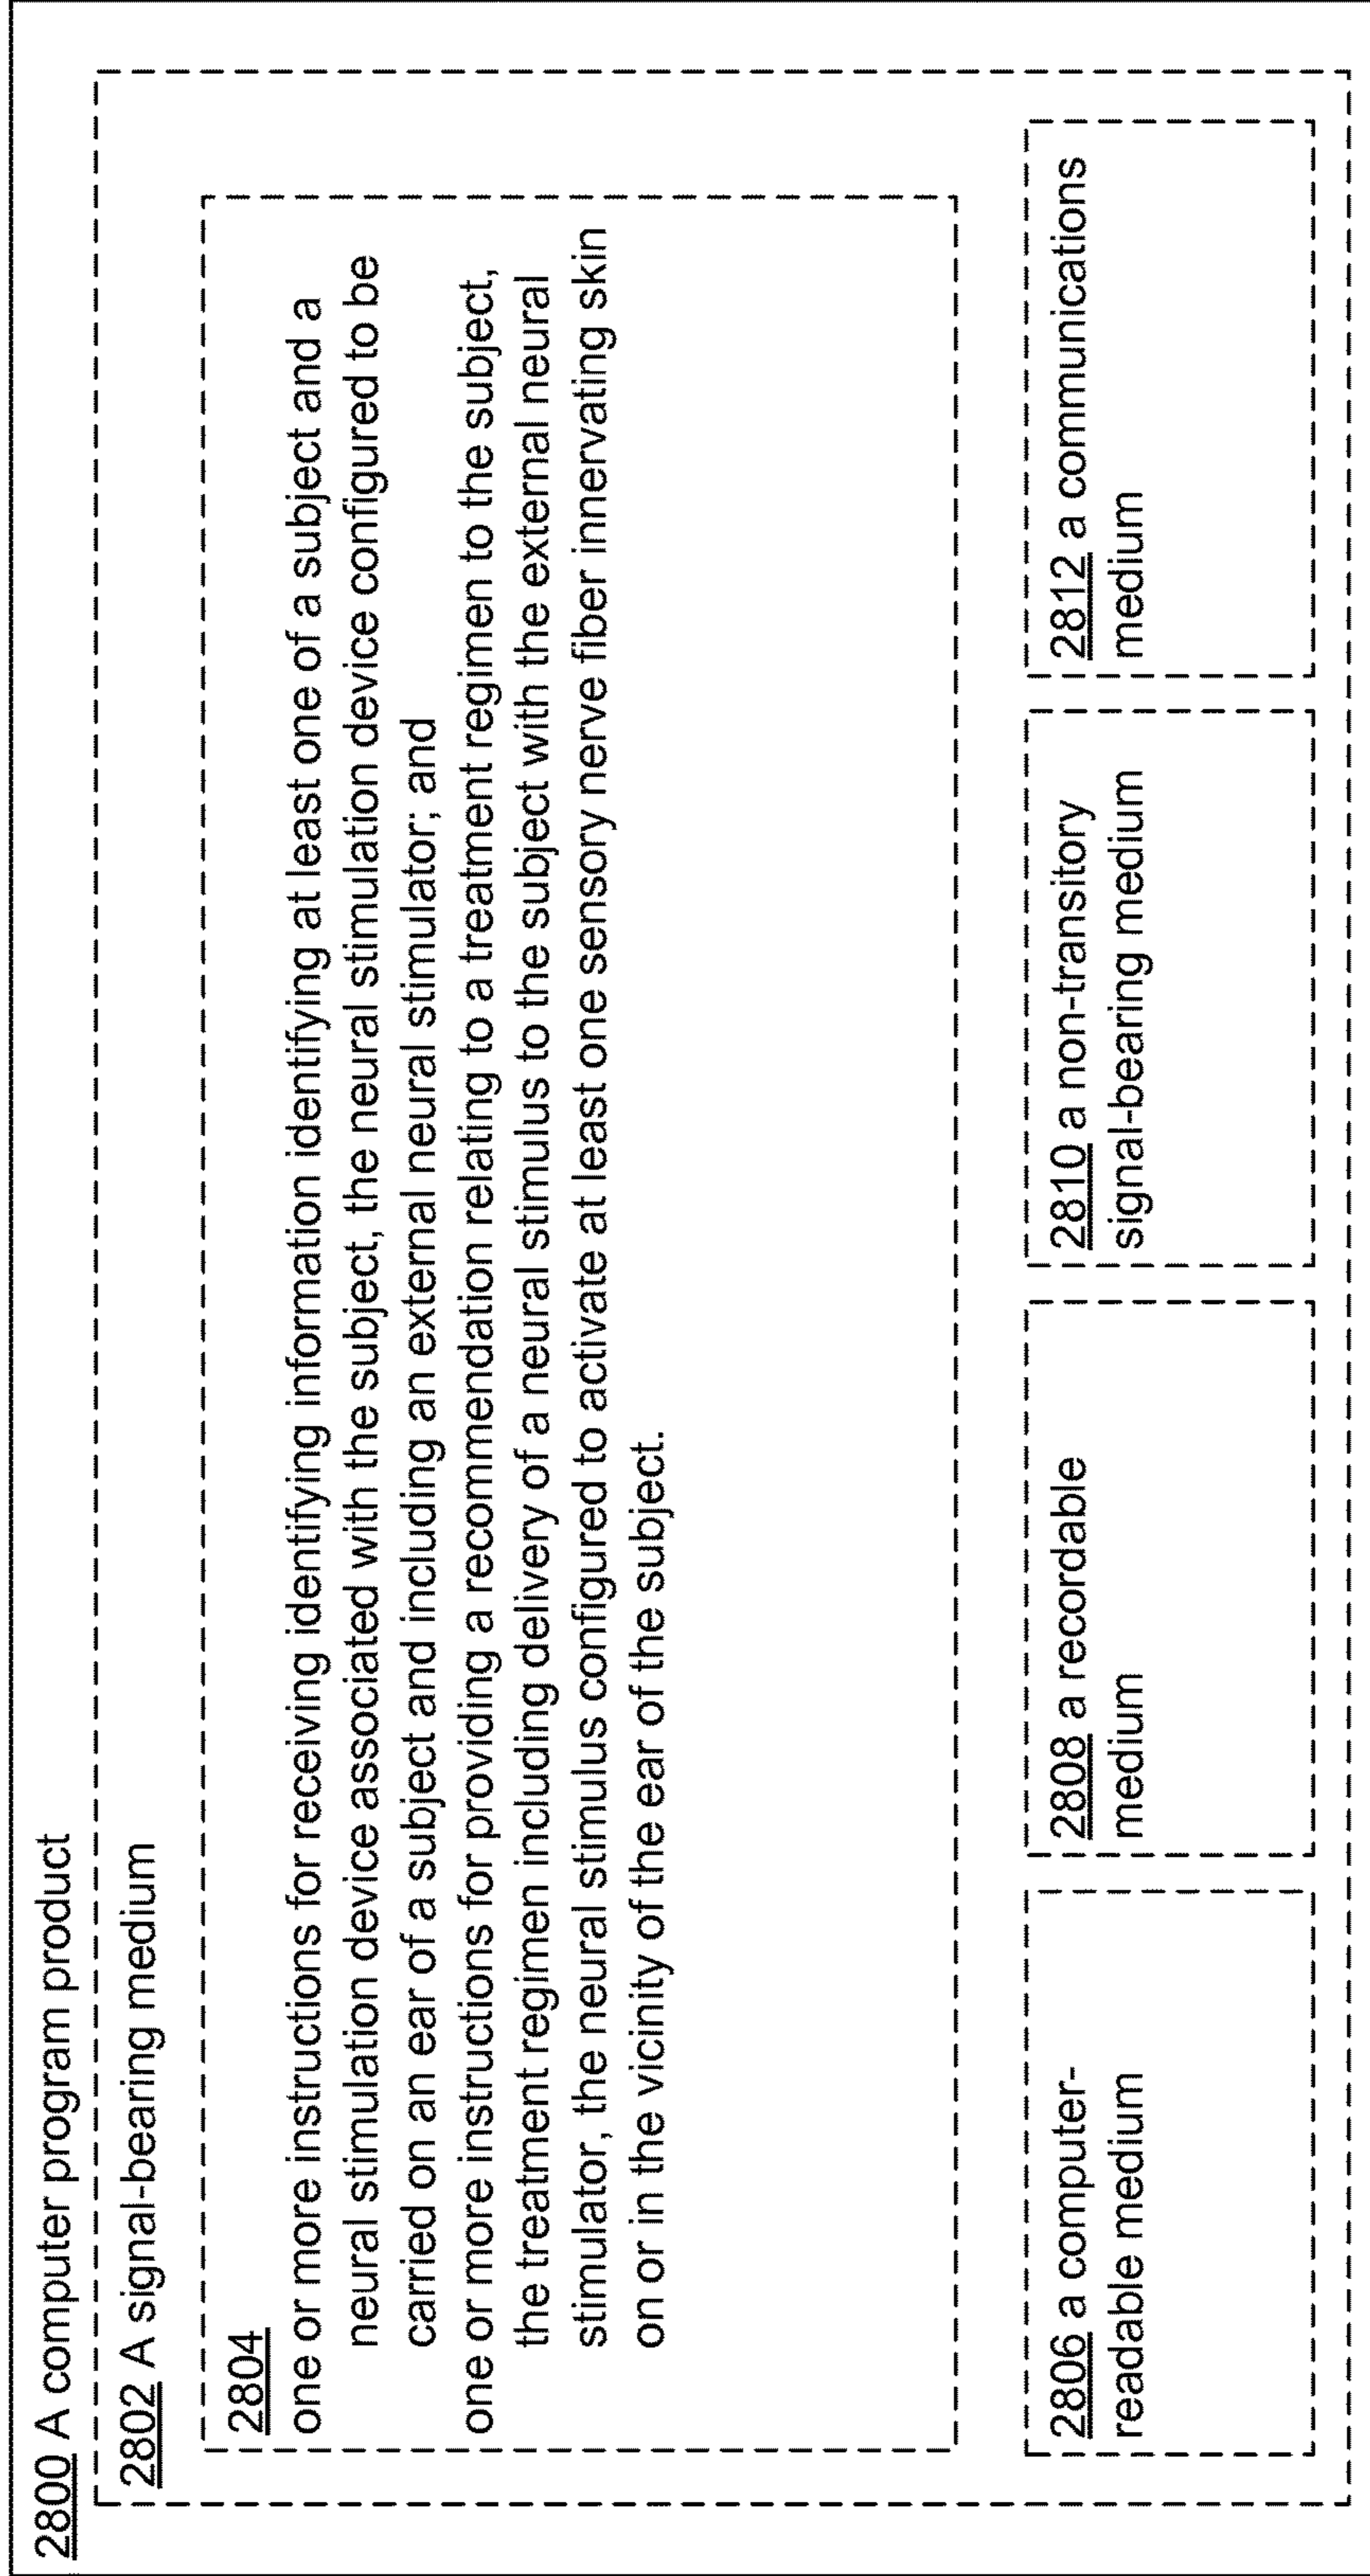 2800 A computer program product
2802 A signal-bearing medium
2804
one or more instructions for receiving identifying information identifying at least one of a subject and a
neural stimulation device associated with the subject, the neural stimulation device configured to be
carried on an ear of a subject and including an external neural stimulator; and
one or more instructions for providing a recommendation relating to a treatment regimen to the subject,
the treatment regimen including delivery of a neural stimulus to the subject with the external neural
stimulator, the neural stimulus configured to activate at least one sensory nerve fiber innervating skin
on or in the vicinity of the ear of the subject.
2806 a computer-
readable medium
2808 a recordable
medium
2810 a non-transitory
signal-bearing medium
2812 a communications
medium